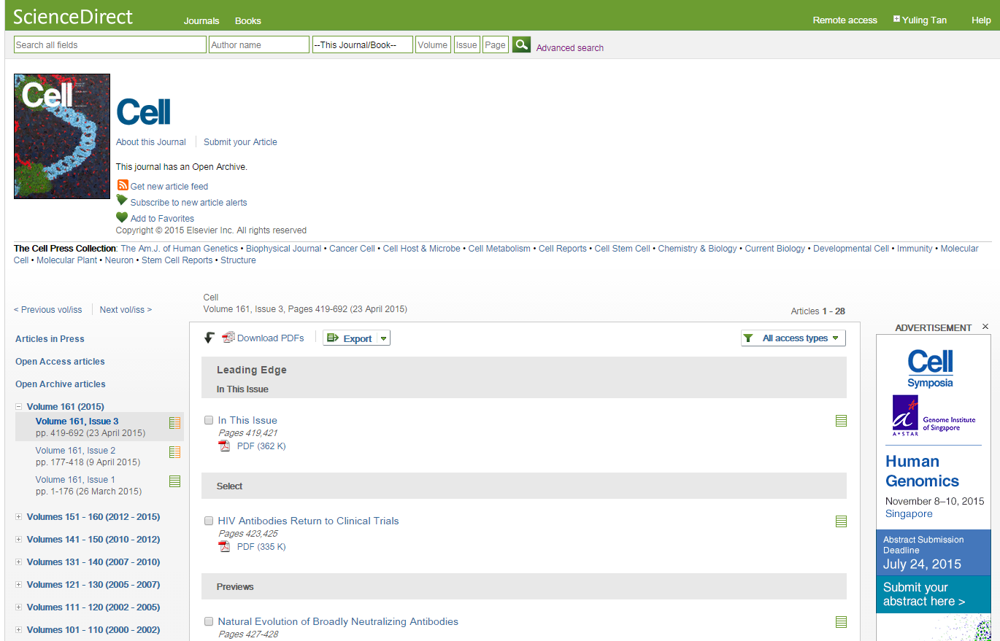 ScienceDirect
Journals Books
Remote access Yuling Tan Help
Search all fields Author name --This Journal/Book-- Volume Issue Page Advanced search
Cell
Cell
About this Journal Submit your Article
This journal has an Open Archive.
Get new article feed
Subscribe to new article alerts
Add to Favorites
Copyright © 2015 Elsevier Inc. All rights reserved
The Cell Press Collection: The Am.J. of Human Genetics • Biophysical Journal • Cancer Cell • Cell Host & Microbe • Cell Metabolism • Cell Reports • Cell Stem Cell • Chemistry & Biology • Current Biology • Developmental Cell • Immunity • Molecular
Cell • Molecular Plant • Neuron • Stem Cell Reports • Structure
< Previous vol/iss Next vol/iss >
Articles in Press
Open Access articles
Open Archive articles
Volume 161 (2015)
Volume 161, Issue 3
pp. 419-692 (23 April 2015)
Volume 161, Issue 2
pp. 177-418 (9 April 2015)
Volume 161, Issue 1
pp. 1-176 (26 March 2015)
Volumes 151 - 160 (2012 - 2015)
Volumes 141 - 150 (2010 - 2012)
Volumes 131 - 140 (2007 - 2010)
Volumes 121 - 130 (2005 - 2007)
Volumes 111 - 120 (2002 - 2005)
Volumes 101 - 110 (2000 - 2002)
Cell
Volume 161, Issue 3, Pages 419-692 (23 April 2015)
Articles 1 - 28
Download PDFs Export All access types
Leading Edge
In This Issue
In This Issue
Pages 419,421
PDF (362 K)
Select
HIV Antibodies Return to Clinical Trials
Pages 423,425
PDF (335 K)
Previews
Natural Evolution of Broadly Neutralizing Antibodies
Pages 427-428
ADVERTISEMENT
Cell
Symposia
A★STAR
Genome Institute
of Singapore
Human
Genomics
November 8–10, 2015
Singapore
Abstract Submission
Deadline
July 24, 2015
Submit your
abstract here >